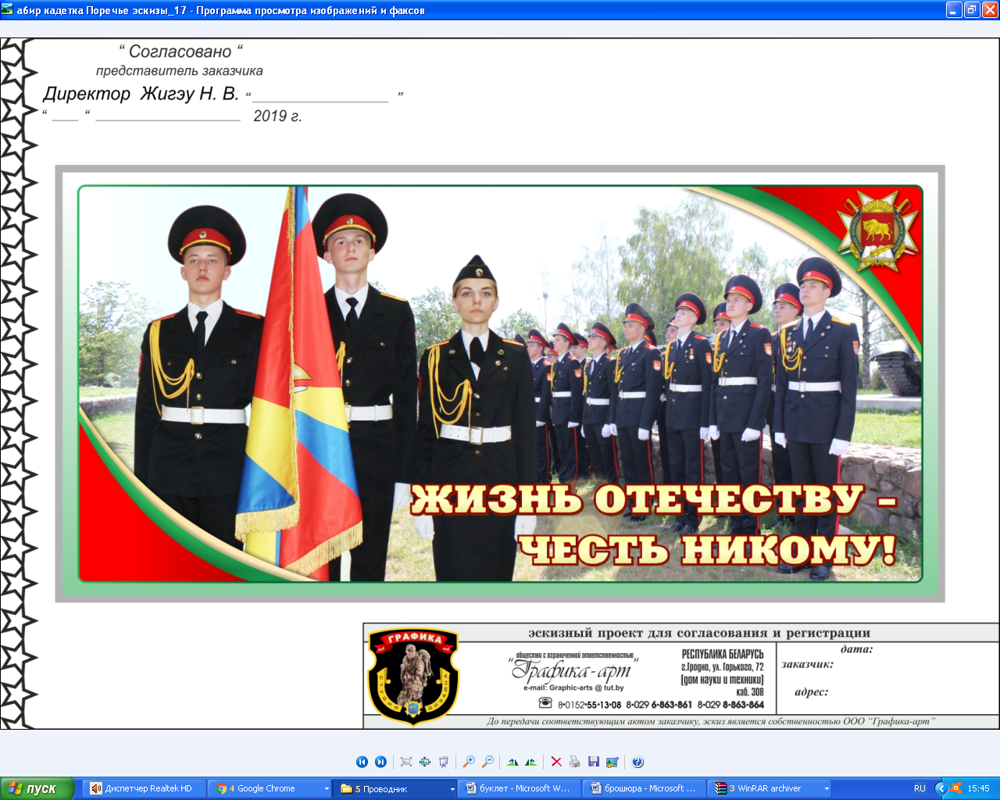 абир кадетка Поречье эскизы_17 - Программа просмотра изображений и факсов
“ Согласовано “
представитель заказчика
Директор Жигэу Н. В. “ ”
“ “ 2019 г.
ЖИЗНЬ ОТЕЧЕСТВУ -
ЧЕСТЬ НИКОМУ!
эскизный проект для согласования и регистрации
ГРАФИКА
СТУДИЯ ДИЗАЙНА
общество с ограниченной ответственностью
“Графика-арт“
e-mail: Graphic-arts @ tut.by
РЕСПУБЛИКА БЕЛАРУСЬ
г.Гродно, ул. Горького, 72
(дом науки и техники)
каб. 308
8•0152•55•13•08 8•029 6•863•861 8•029 8•863•864
дата:
заказчик:
адрес:
До передачи соответствующим актом заказчику, эскиз является собственностью ООО “Графика-арт”
пуск
Диспетчер Realtek HD
4 Google Chrome
5 Проводник
буклет - Microsoft W...
брошюра - Microsoft ...
3 WinRAR archiver
RU
15:45